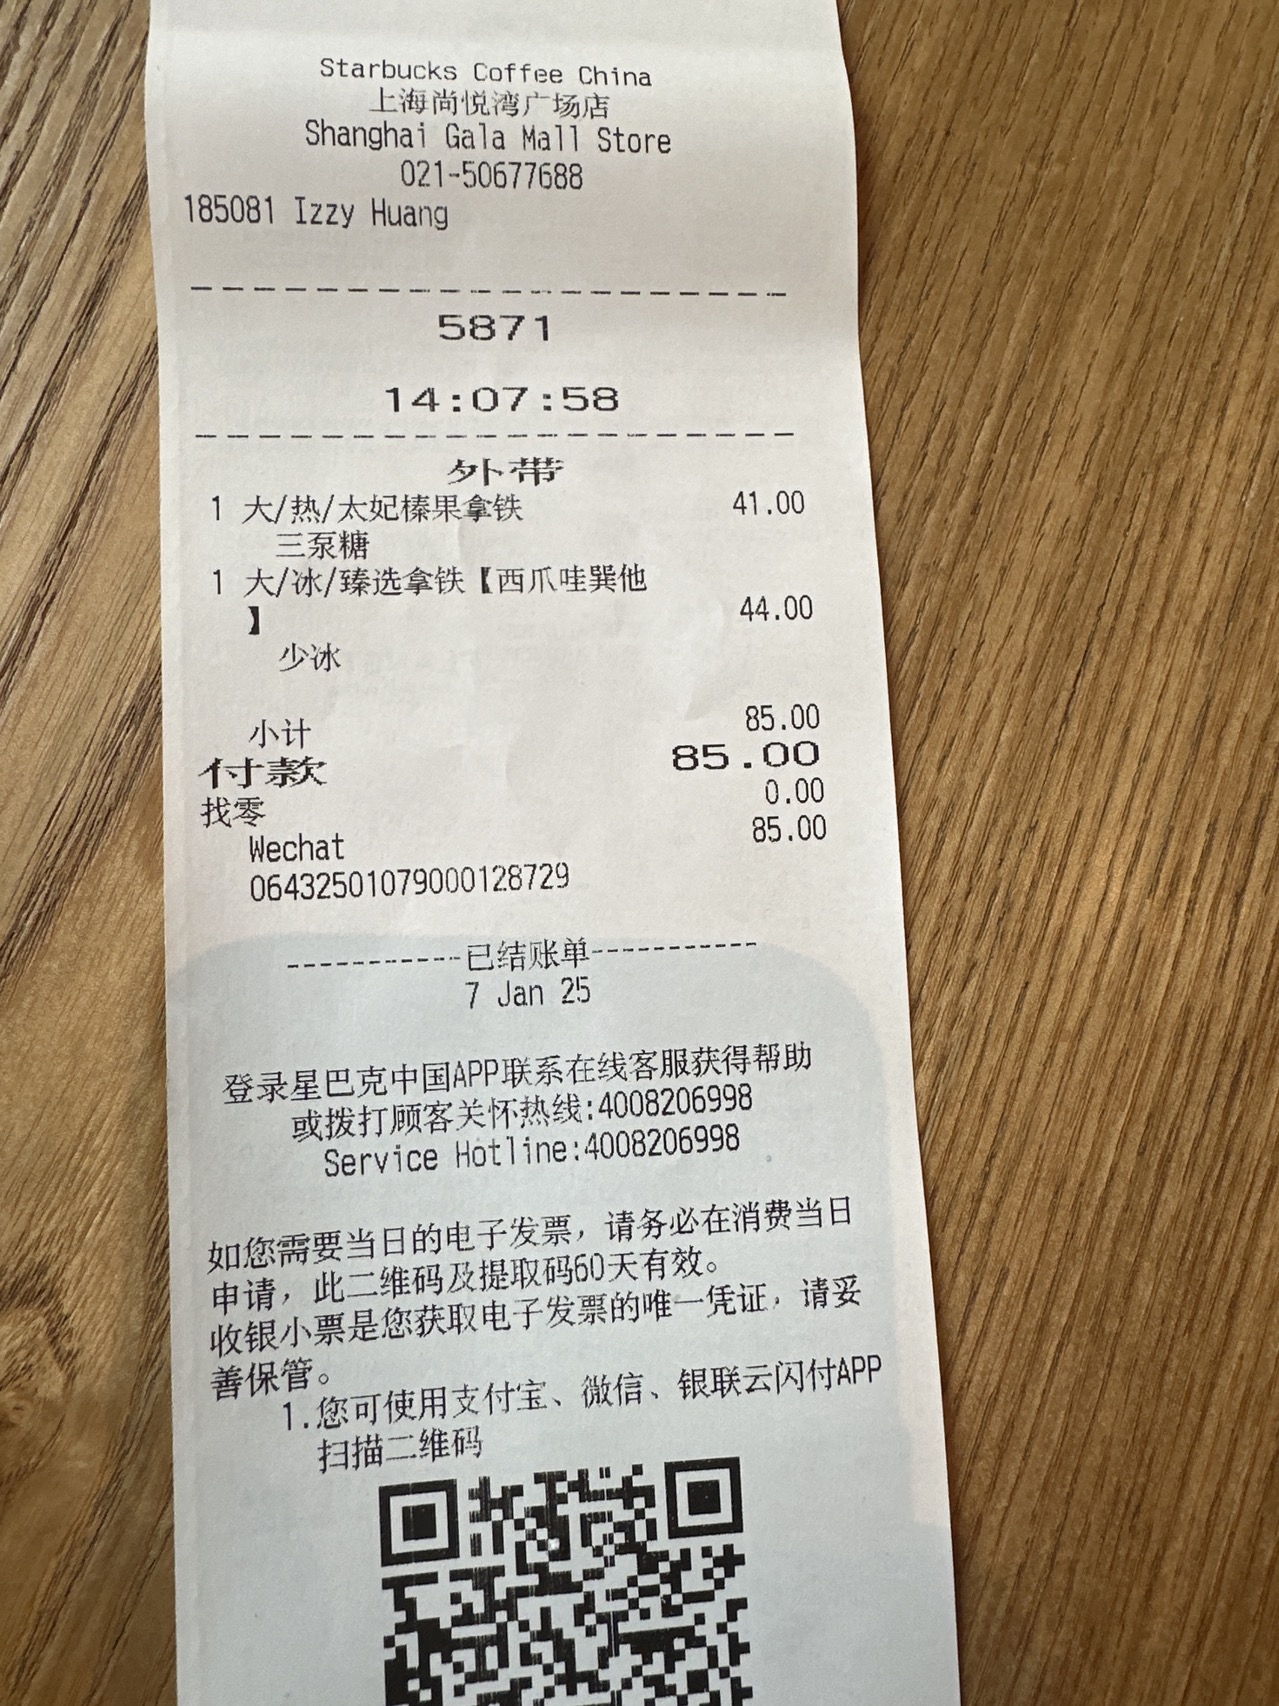 Starbucks Coffee China
上海尚悦湾广场店
Shanghai Gala Mall Store
021-50677688
185081 Izzy Huang
5871
14:07:58
外带
1 大/热/太妃榛果拿铁 41.00
三泵糖
1 大/冰/臻选拿铁【西爪哇巽他
】 44.00
少冰
小计 85.00
付款 85.00
找零 0.00
Wechat 85.00
06432501079000128729
-----------已结账单-----------
7 Jan 25
登录星巴克中国APP联系在线客服获得帮助
或拨打顾客关怀热线:4008206998
Service Hotline:4008206998
如您需要当日的电子发票，请务必在消费当日
申请，此二维码及提取码60天有效。
收银小票是您获取电子发票的唯一凭证，请妥
善保管。
1.您可使用支付宝、微信、银联云闪付APP
扫描二维码